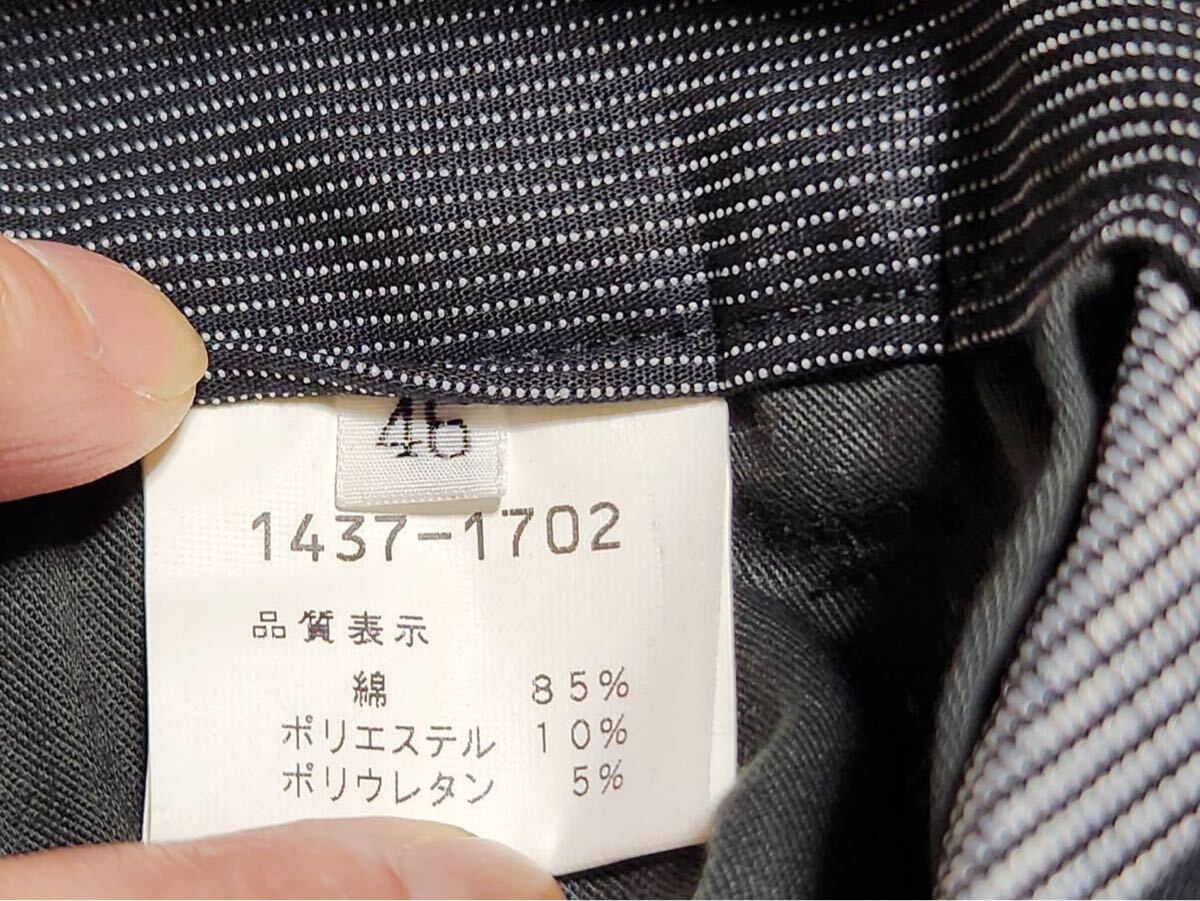 46
1437-1702
品質表示
綿 85%
ポリエステル 10%
ポリウレタン 5%